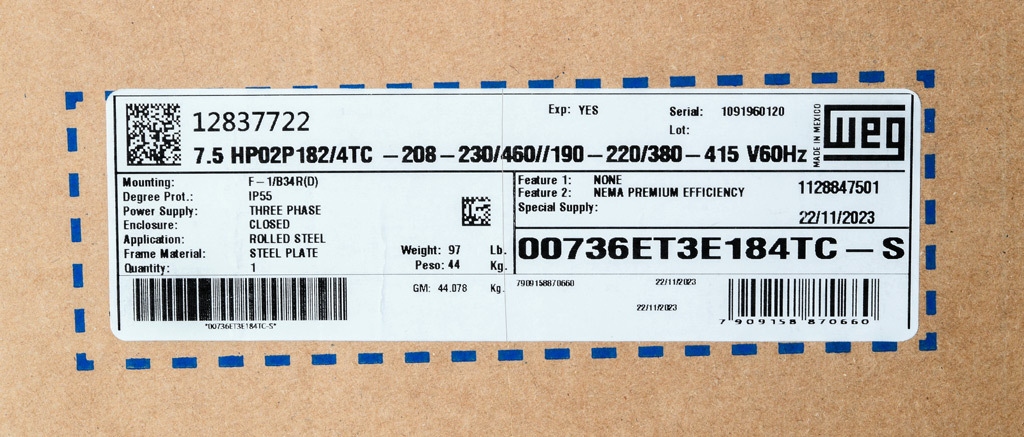 12837722
Exp: YES
Serial: 1091960120
Lot:
MADE IN MEXICO
weg
7.5 HP02P182/4TC -208-230/460//190-220/380-415 V60Hz
Mounting: F-1/B34R(D)
Degree Prot.: IP55
Power Supply: THREE PHASE
Enclosure: CLOSED
Application: ROLLED STEEL
Frame Material: STEEL PLATE
Quantity: 1
Weight: 97 Lb.
Peso: 44 Kg.
GM: 44.078 Kg.
Feature 1: NONE
Feature 2: NEMA PREMIUM EFFICIENCY
Special Supply:
1128847501
22/11/2023
00736ET3E184TC-S
*00736ET3E184TC-S*
7909158870660
22/11/2023
22/11/2023
7 909158 870660